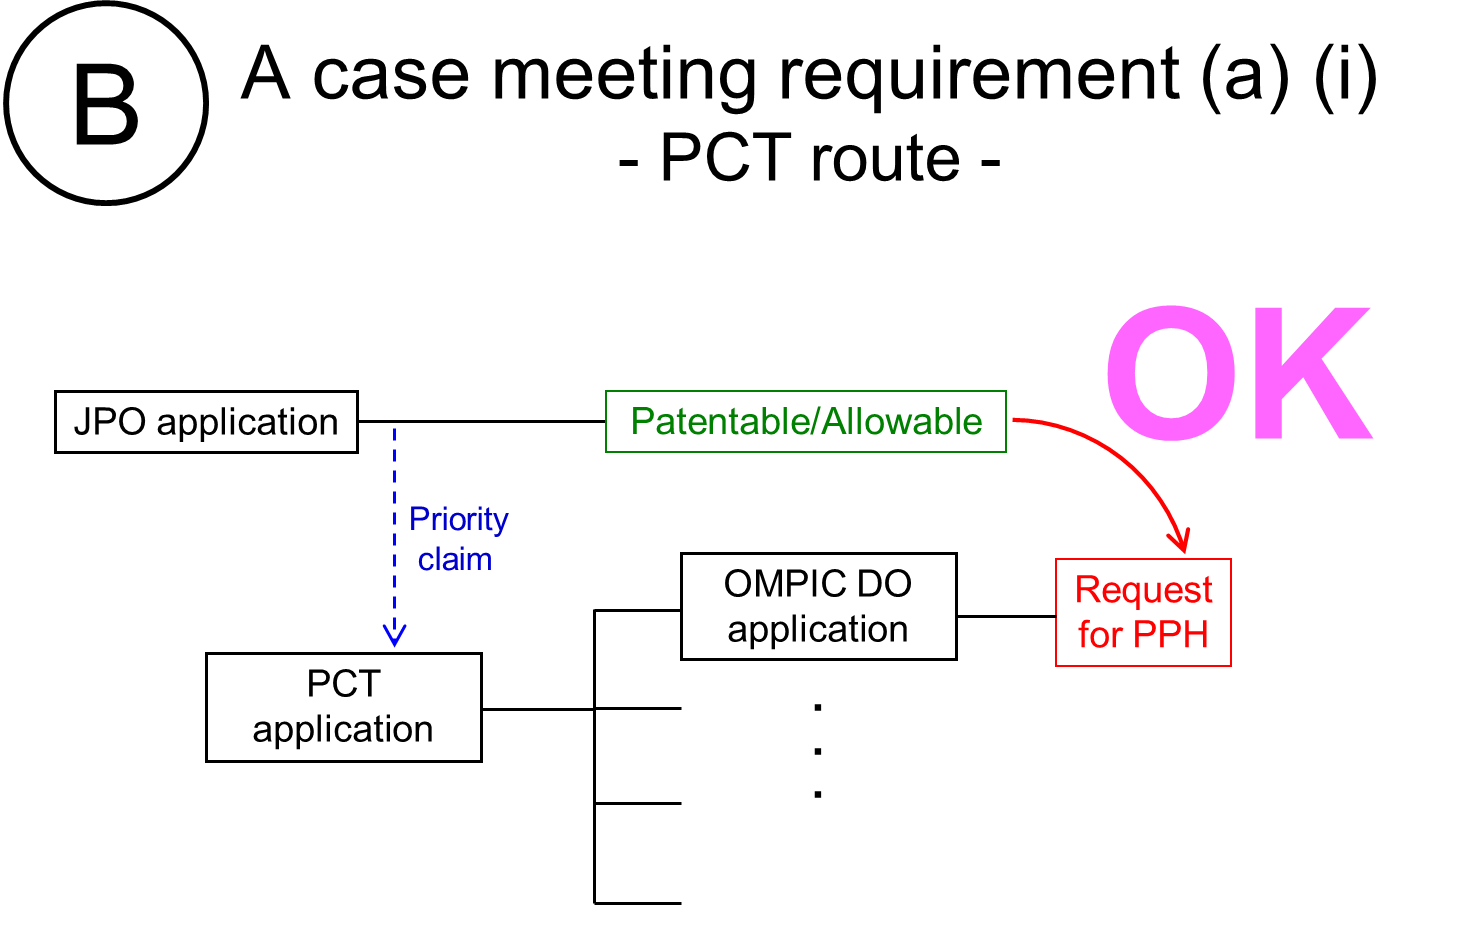 B
A case meeting requirement (a) (i)
- PCT route -
OK
JPO application
Patentable/Allowable
Priority
claim
OMPIC DO
application
Request
for PPH
PCT
application
.
.
.